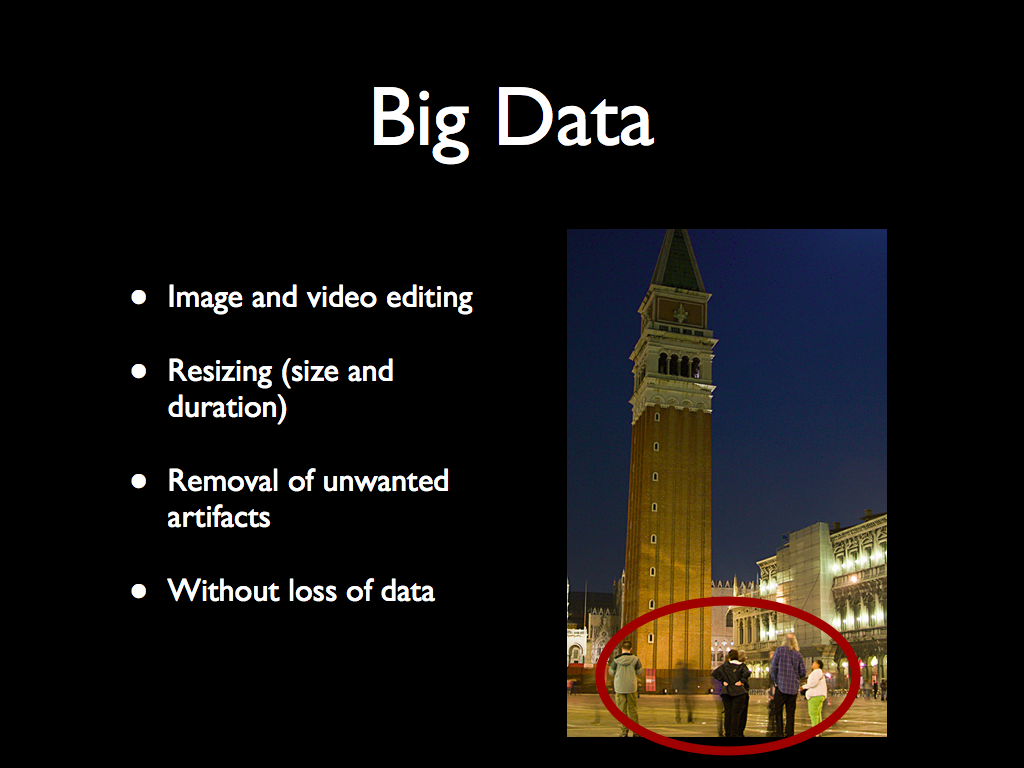 Big Data
• Image and video editing
• Resizing (size and
duration)
• Removal of unwanted
artifacts
• Without loss of data